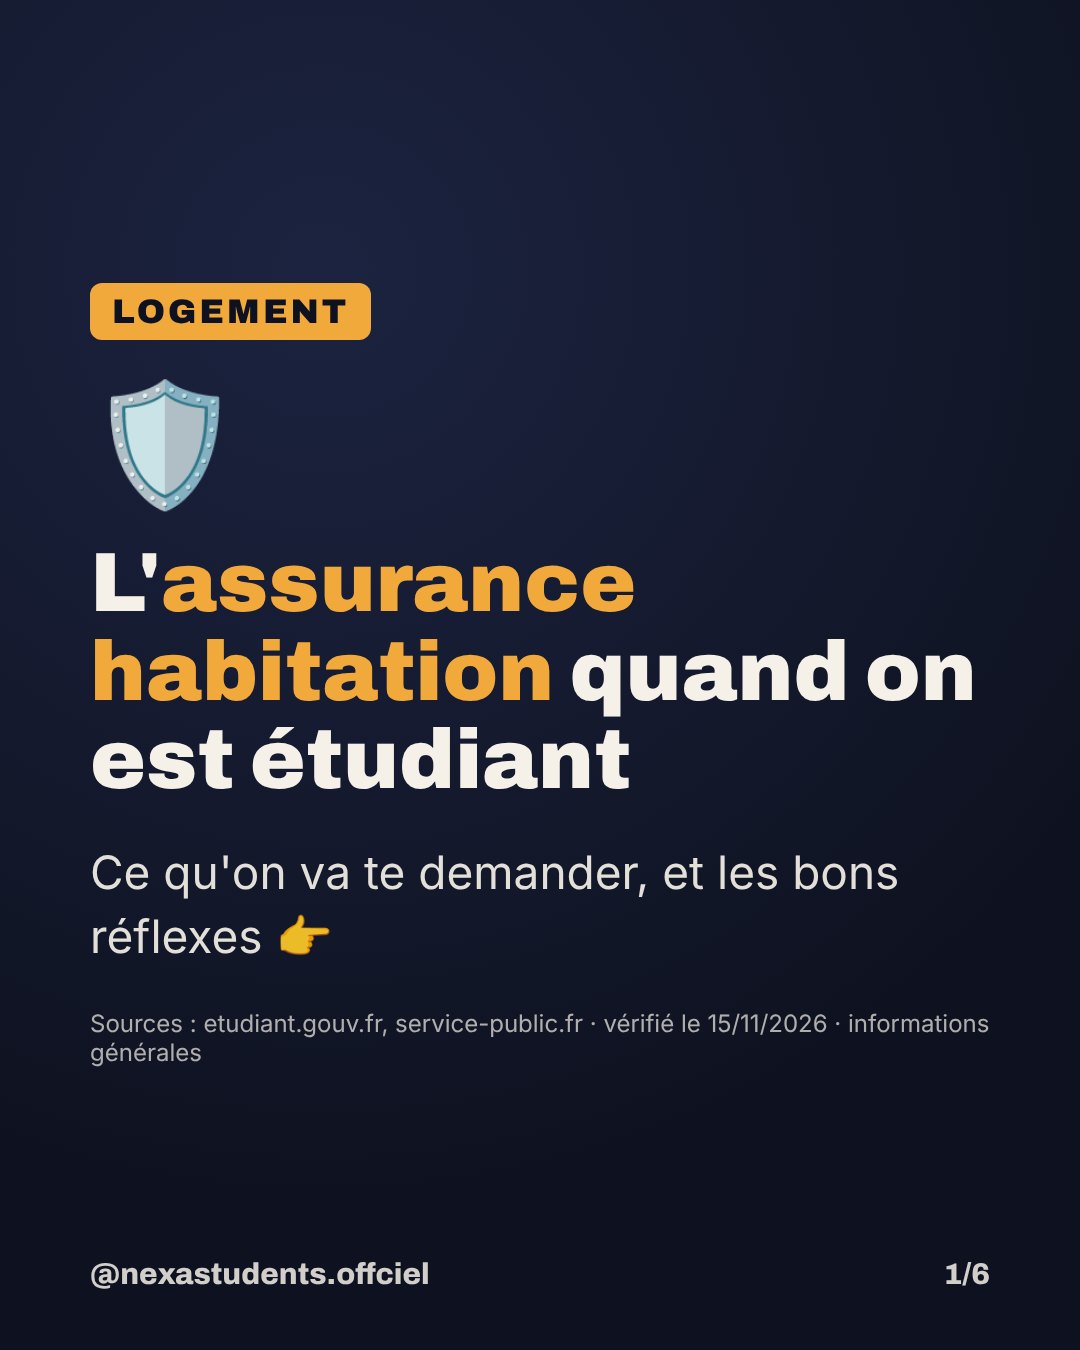 LOGEMENT
L'assurance
habitation quand on
est étudiant
Ce qu'on va te demander, et les bons
réflexes 👉
Sources : etudiant.gouv.fr, service-public.fr · vérifié le 15/11/2026 · informations
générales
@nexastudents.offciel
1/6